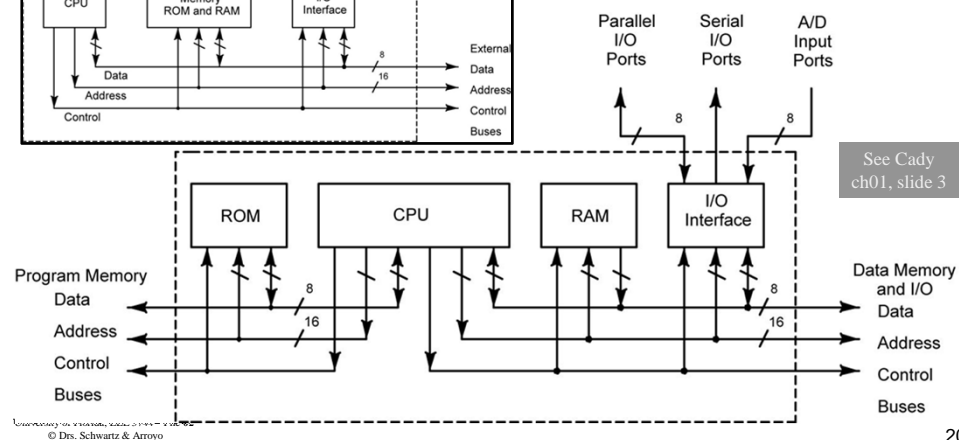 CPU
Memory
ROM and RAM
I/O
Interface
8
External
Data
Data
16
Address
Address
Control
Control
Buses
Parallel
I/O
Ports
Serial
I/O
Ports
A/D
Input
Ports
8
8
See Cady
ch01, slide 3
ROM
CPU
RAM
I/O
Interface
Program Memory
Data
8
Address
16
Control
Buses
Data Memory
and I/O
8
Data
16
Address
Control
Buses
© Drs. Schwartz & Arroyo
20